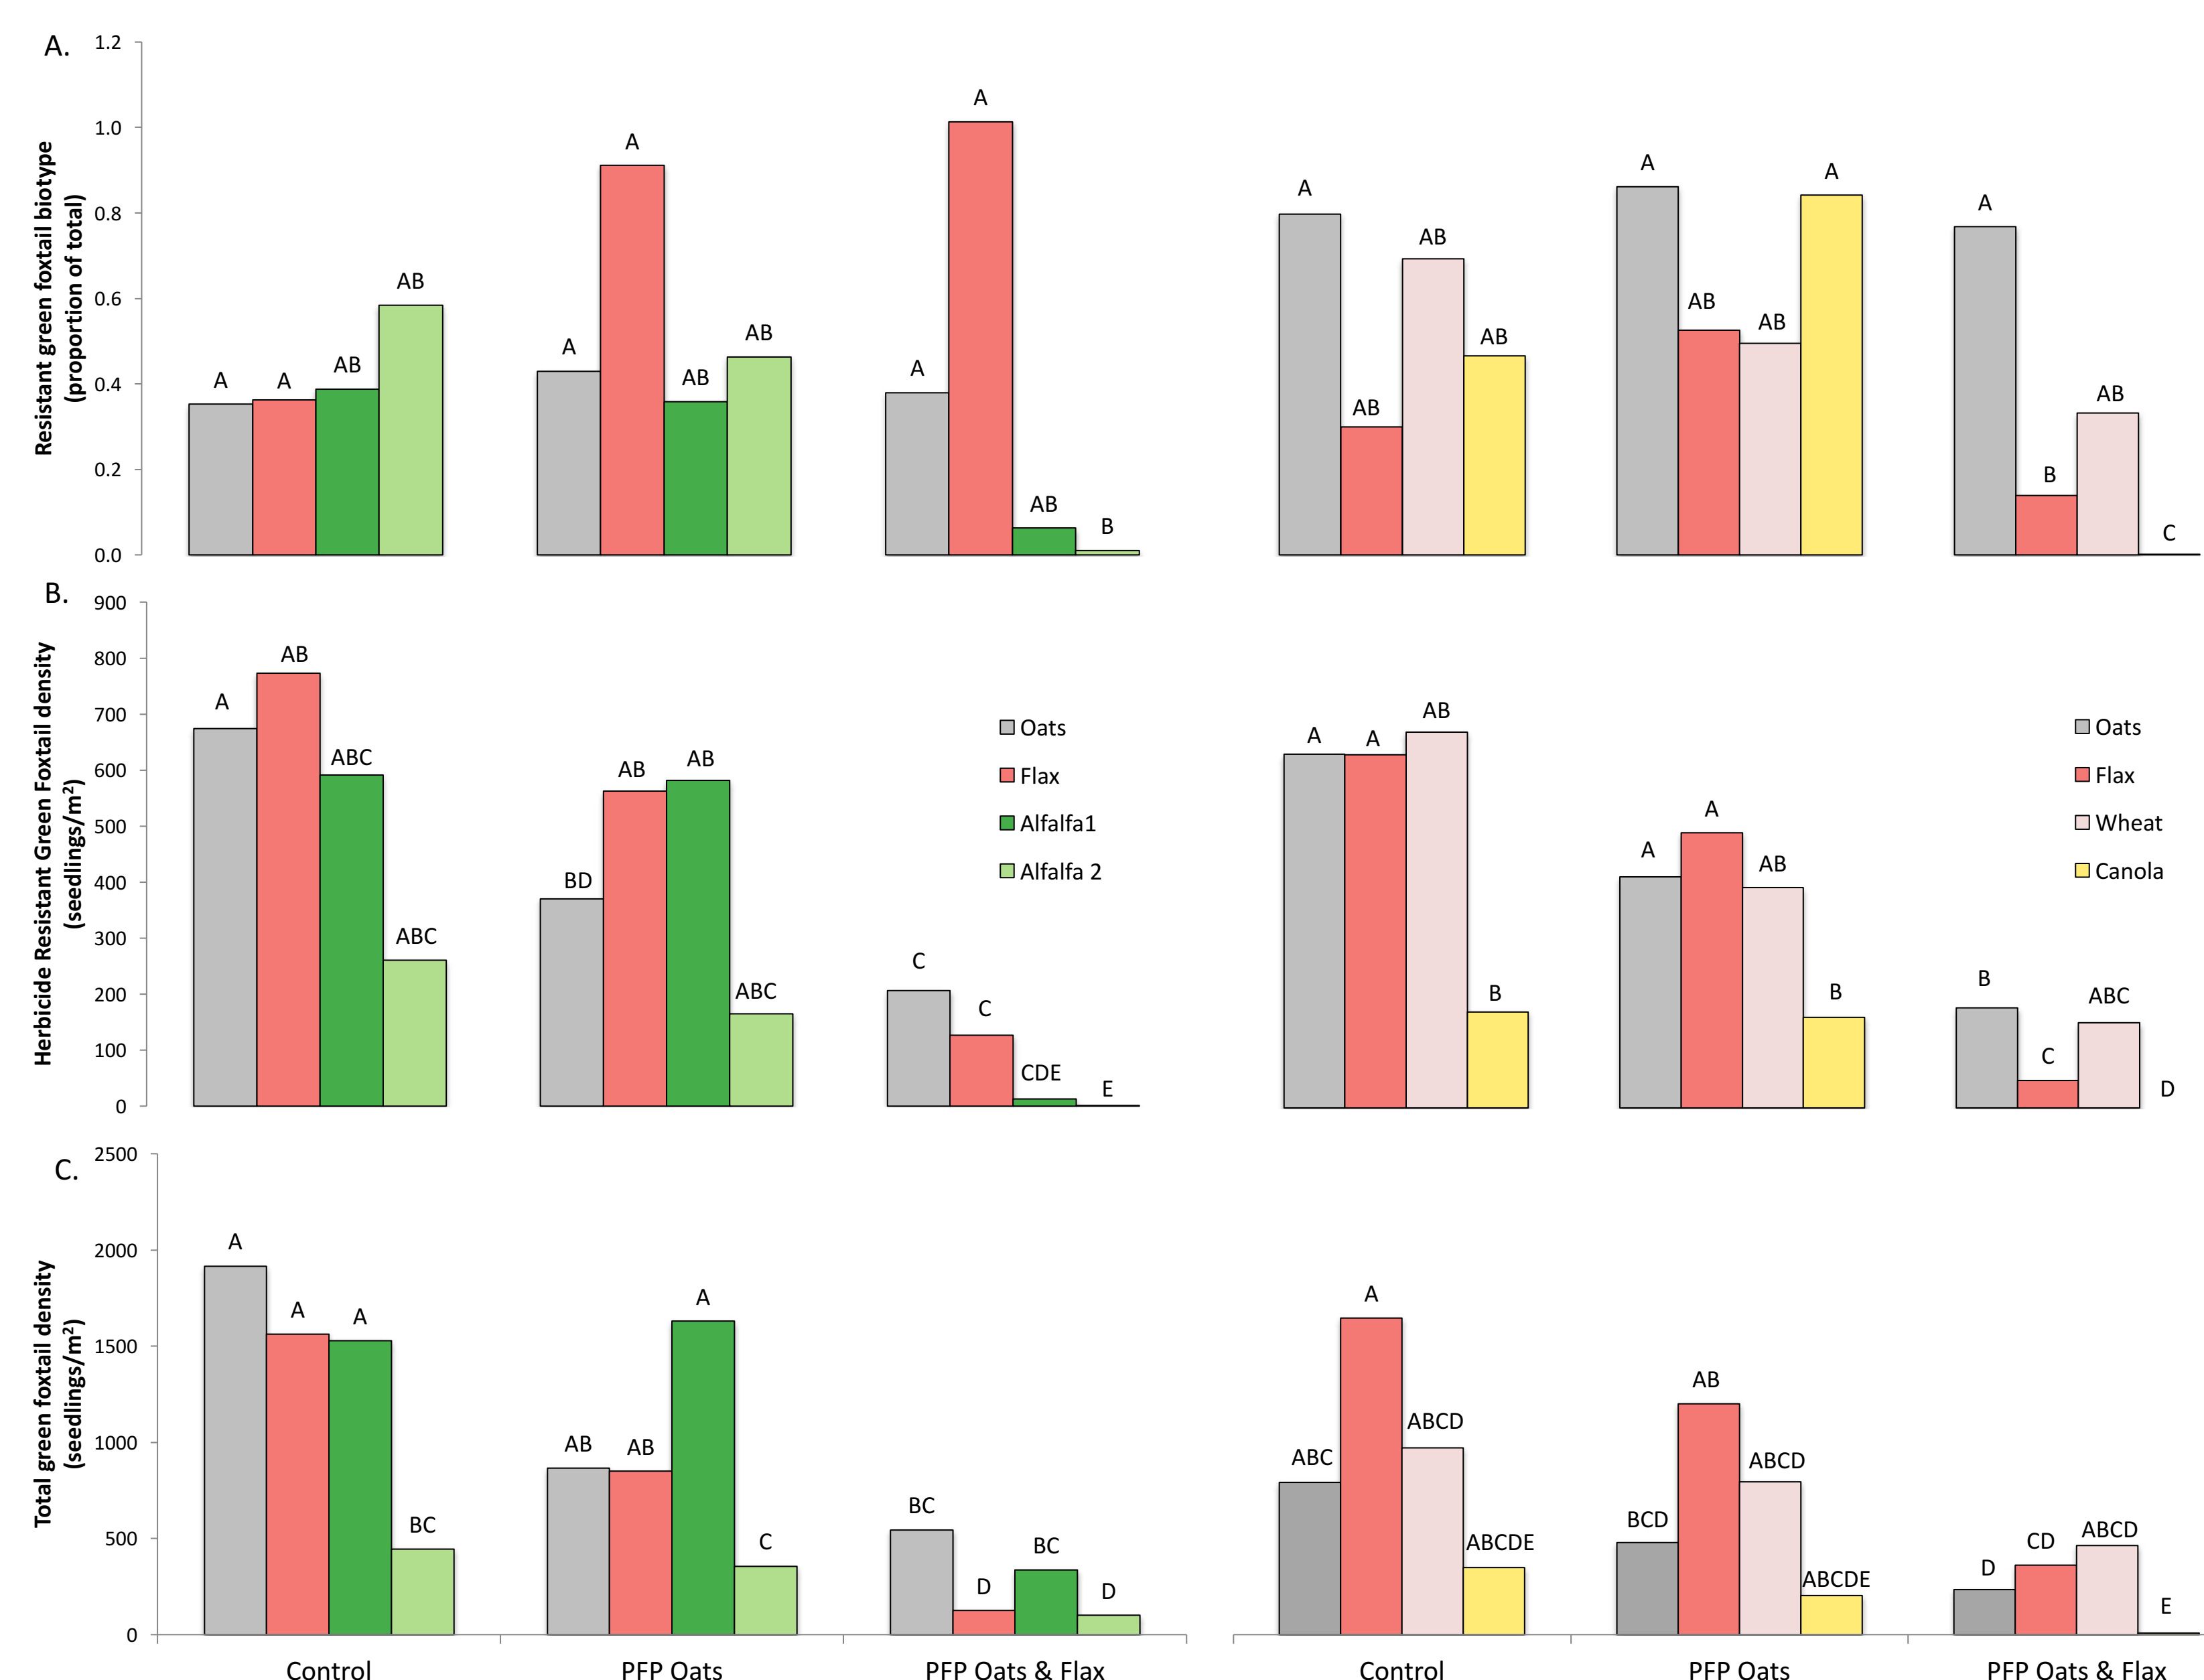 A.
Resistant green foxtail biotype
(proportion of total)
1.2
1.0
0.8
0.6
0.4
0.2
0.0
A A AB AB
A A AB AB
A A AB B
A AB AB AB
A AB AB A
A B AB C
B.
Herbicide Resistant Green Foxtail density
(seedlings/m²)
900
800
700
600
500
400
300
200
100
0
A AB ABC ABC
BD AB AB ABC
C C CDE E
Oats
Flax
Alfalfa1
Alfalfa 2
A A AB B
A A AB B
B C ABC D
Oats
Flax
Wheat
Canola
C.
Total green foxtail density
(seedlings/m²)
2500
2000
1500
1000
500
0
A A A BC
AB AB A C
BC D BC D
ABC A ABCD ABCDE
BCD AB ABCD ABCDE
D CD ABCD E
Control PFP Oats PFP Oats & Flax
Control PFP Oats PFP Oats & Flax